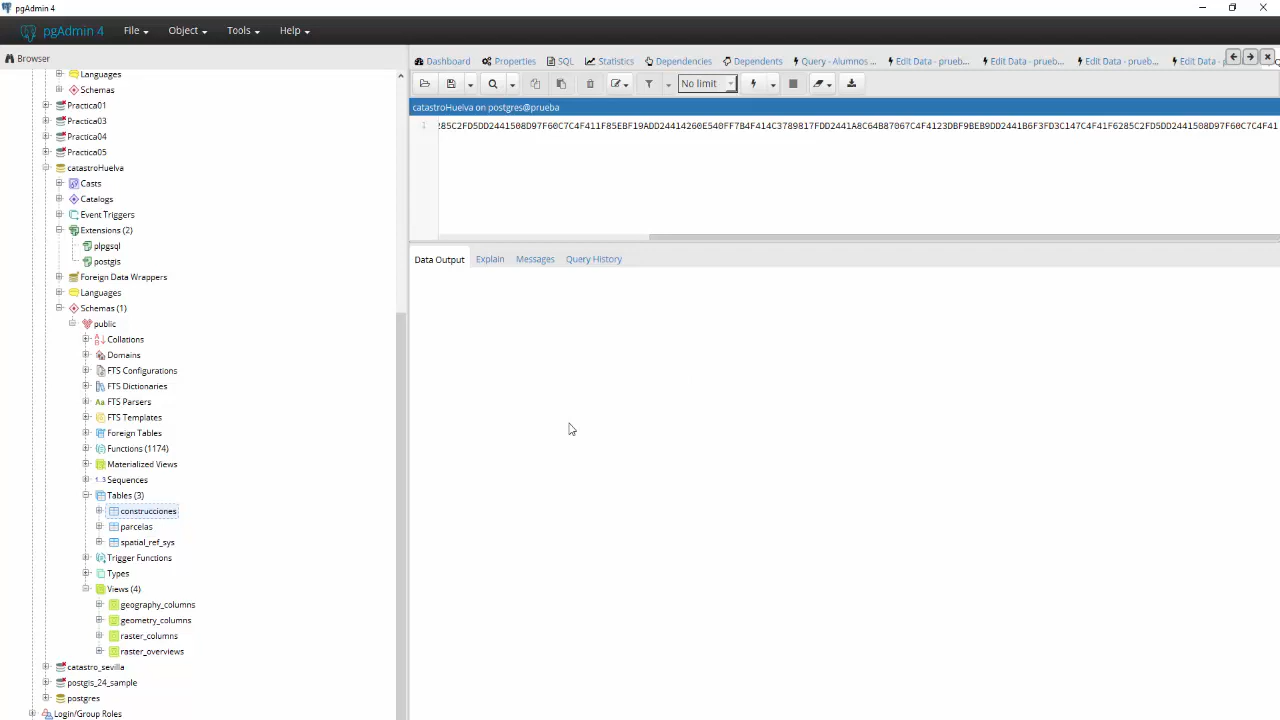 pgAdmin 4
pgAdmin 4 File Object Tools Help
Browser
Languages
Schemas
Practica01
Practica03
Practica04
Practica05
catastroHuelva
Casts
Catalogs
Event Triggers
Extensions (2)
plpgsql
postgis
Foreign Data Wrappers
Languages
Schemas (1)
public
Collations
Domains
FTS Configurations
FTS Dictionaries
FTS Parsers
FTS Templates
Foreign Tables
Functions (1174)
Materialized Views
Sequences
Tables (3)
construcciones
parcelas
spatial_ref_sys
Trigger Functions
Types
Views (4)
geography_columns
geometry_columns
raster_columns
raster_overviews
catastro_sevilla
postgis_24_sample
postgres
Login/Group Roles
Dashboard Properties SQL Statistics Dependencies Dependents Query - Alumnos ... Edit Data - prueb... Edit Data - prueb... Edit Data - prueb... Edit Data - p
No limit
catastroHuelva on postgres@prueba
1 285C2FD5DD2441508D97F60C7C4F411F85EBF19ADD24414260E540FF7B4F414C3789817FDD2441A8C64B87067C4F4123DBF9BEB9DD2441B6F3FD3C147C4F41F6285C2FD5DD2441508D97F60C7C4F41
Data Output Explain Messages Query History